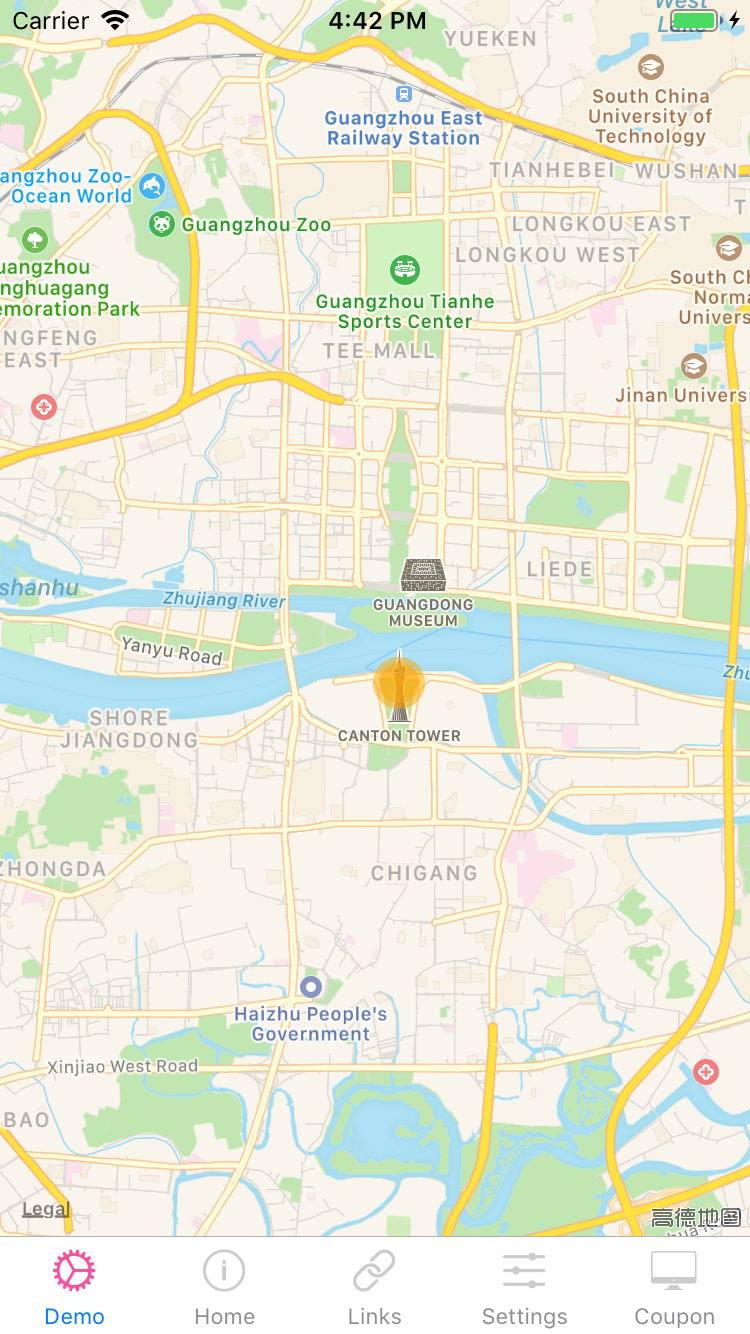 Carrier
4:42 PM
West
Lake
YUEKEN
South China
University of
Technology
Guangzhou East
Railway Station
TIANHEBEI
WUSHAN
angzhou Zoo-
Ocean World
Guangzhou Zoo
LONGKOU EAST
T
LONGKOU WEST
uangzhou
nghuagang
emoration Park
South Ch
Norma
Univers
Guangzhou Tianhe
Sports Center
NGFENG
EAST
TEE MALL
Jinan Universi
LIEDE
shanhu
Zhujiang River
GUANGDONG
MUSEUM
Yanyu Road
Zhu
SHORE
JIANGDONG
CANTON TOWER
ZHONGDA
CHIGANG
Haizhu People's
Government
Xinjiao West Road
BAO
Legal
高德地图
Demo
Home
Links
Settings
Coupon